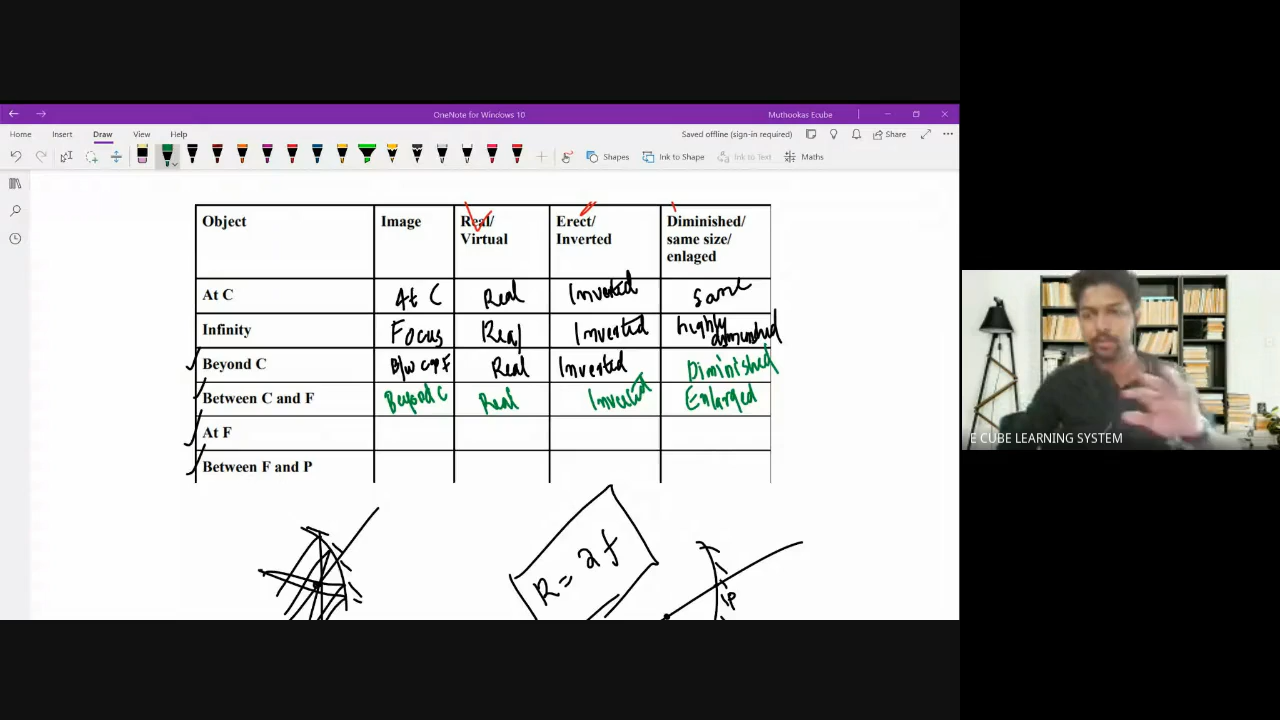 OneNote for Windows 10
Muthookas Ecube
Home Insert Draw View Help
Saved offline (sign-in required) Share
Shapes Ink to Shape Ink to Text Maths
Object Image Real/ Virtual Erect/ Inverted Diminished/ same size/ enlaged
At C At C Real Inverted Same
Infinity Focus Real Inverted highly diminished
Beyond C B/w C & F Real Inverted Diminished
Between C and F Beyond C Real Inverted Enlarged
At F
Between F and P
R = 2f
P
E CUBE LEARNING SYSTEM